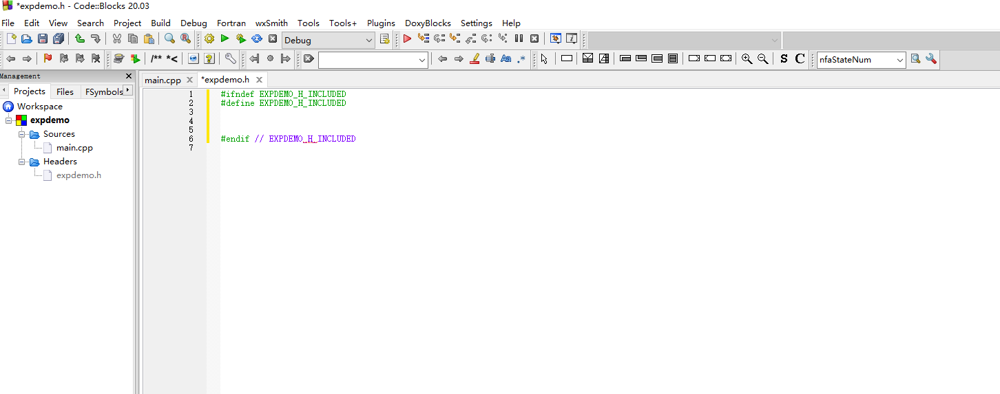 *expdemo.h - Code::Blocks 20.03
File Edit View Search Project Build Debug Fortran wxSmith Tools Tools+ Plugins DoxyBlocks Settings Help
Debug
/** *<
Aa .* S C nfaStateNum
Management
Projects Files FSymbols
main.cpp *expdemo.h
Workspace
expdemo
Sources
main.cpp
Headers
expdemo.h
1 #ifndef EXPDEMO_H_INCLUDED
2 #define EXPDEMO_H_INCLUDED
3
4
5
6 #endif // EXPDEMO_H_INCLUDED
7